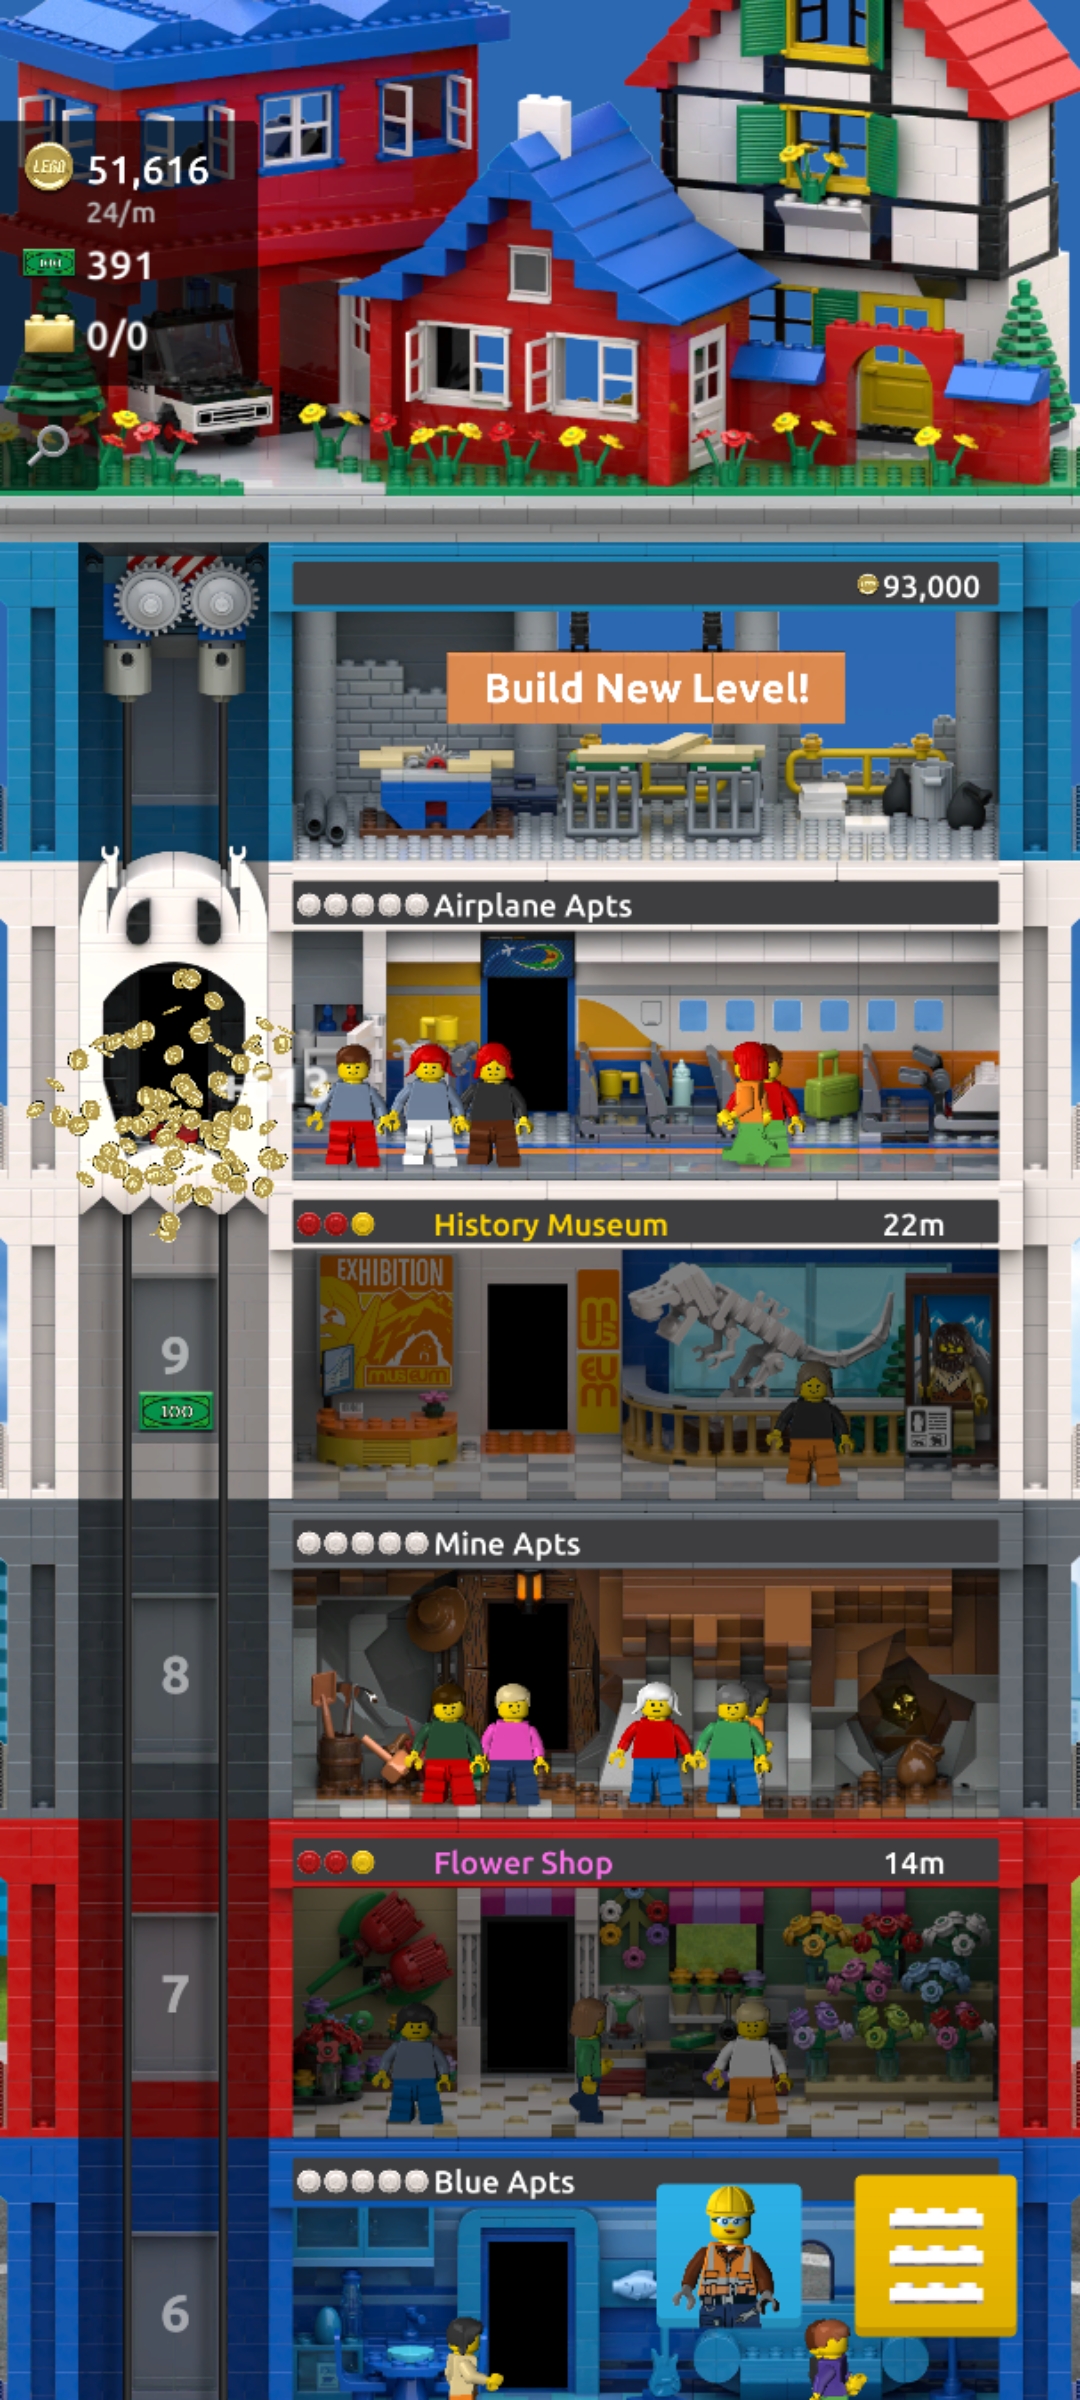 LEGO
51,616
24/m
391
0/0
93,000
Build New Level!
Airplane Apts
History Museum 22m
EXHIBITION
MUSEUM
MUSEUM
9
100
Mine Apts
8
Flower Shop 14m
7
Blue Apts
6